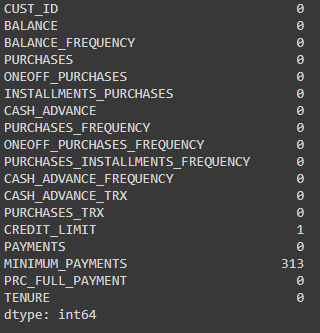 CUST_ID 0
BALANCE 0
BALANCE_FREQUENCY 0
PURCHASES 0
ONEOFF_PURCHASES 0
INSTALLMENTS_PURCHASES 0
CASH_ADVANCE 0
PURCHASES_FREQUENCY 0
ONEOFF_PURCHASES_FREQUENCY 0
PURCHASES_INSTALLMENTS_FREQUENCY 0
CASH_ADVANCE_FREQUENCY 0
CASH_ADVANCE_TRX 0
PURCHASES_TRX 0
CREDIT_LIMIT 1
PAYMENTS 0
MINIMUM_PAYMENTS 313
PRC_FULL_PAYMENT 0
TENURE 0
dtype: int64